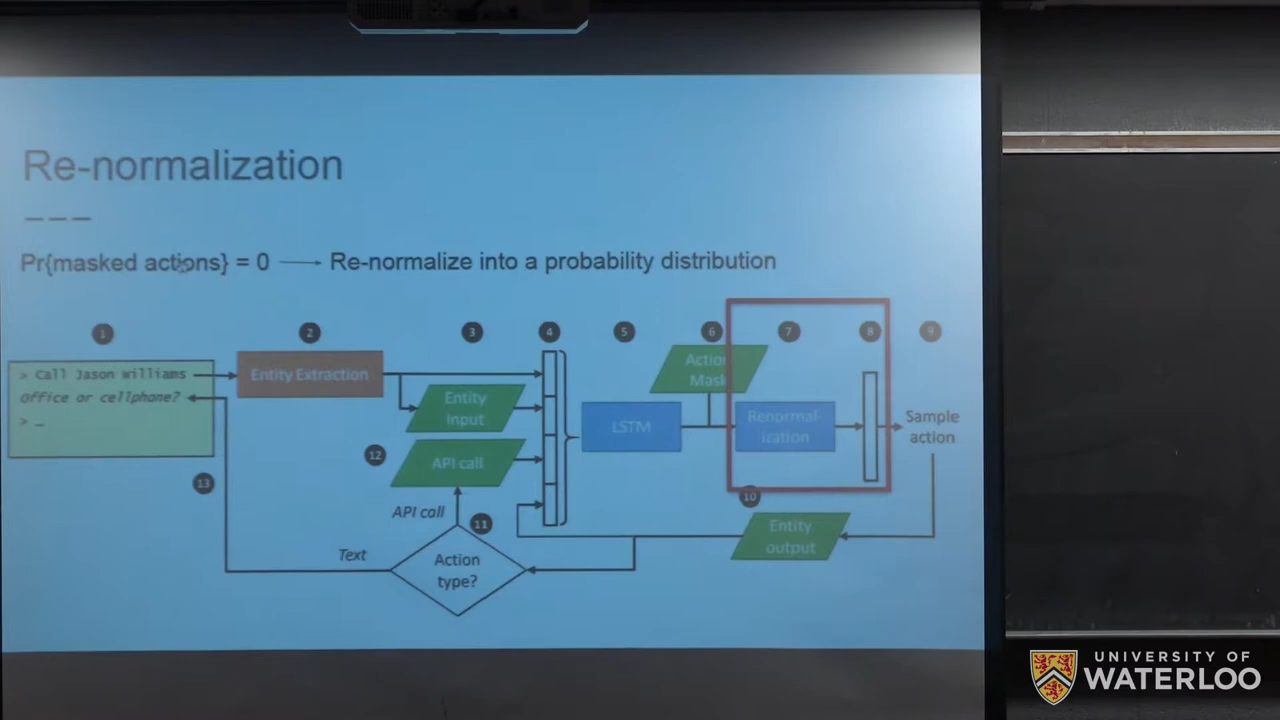 Re-normalization
Pr{masked actions} = 0 → Re-normalize into a probability distribution
1
2
3
4
5
6
7
8
9
> Call Jason Williams
Office or cellphone?
> _
Entity Extraction
Entity
Input
API call
12
13
API call
11
Text
Action
type?
LSTM
Action
Mask
Renormal-
ization
Sample
action
10
Entity
output
UNIVERSITY OF
WATERLOO